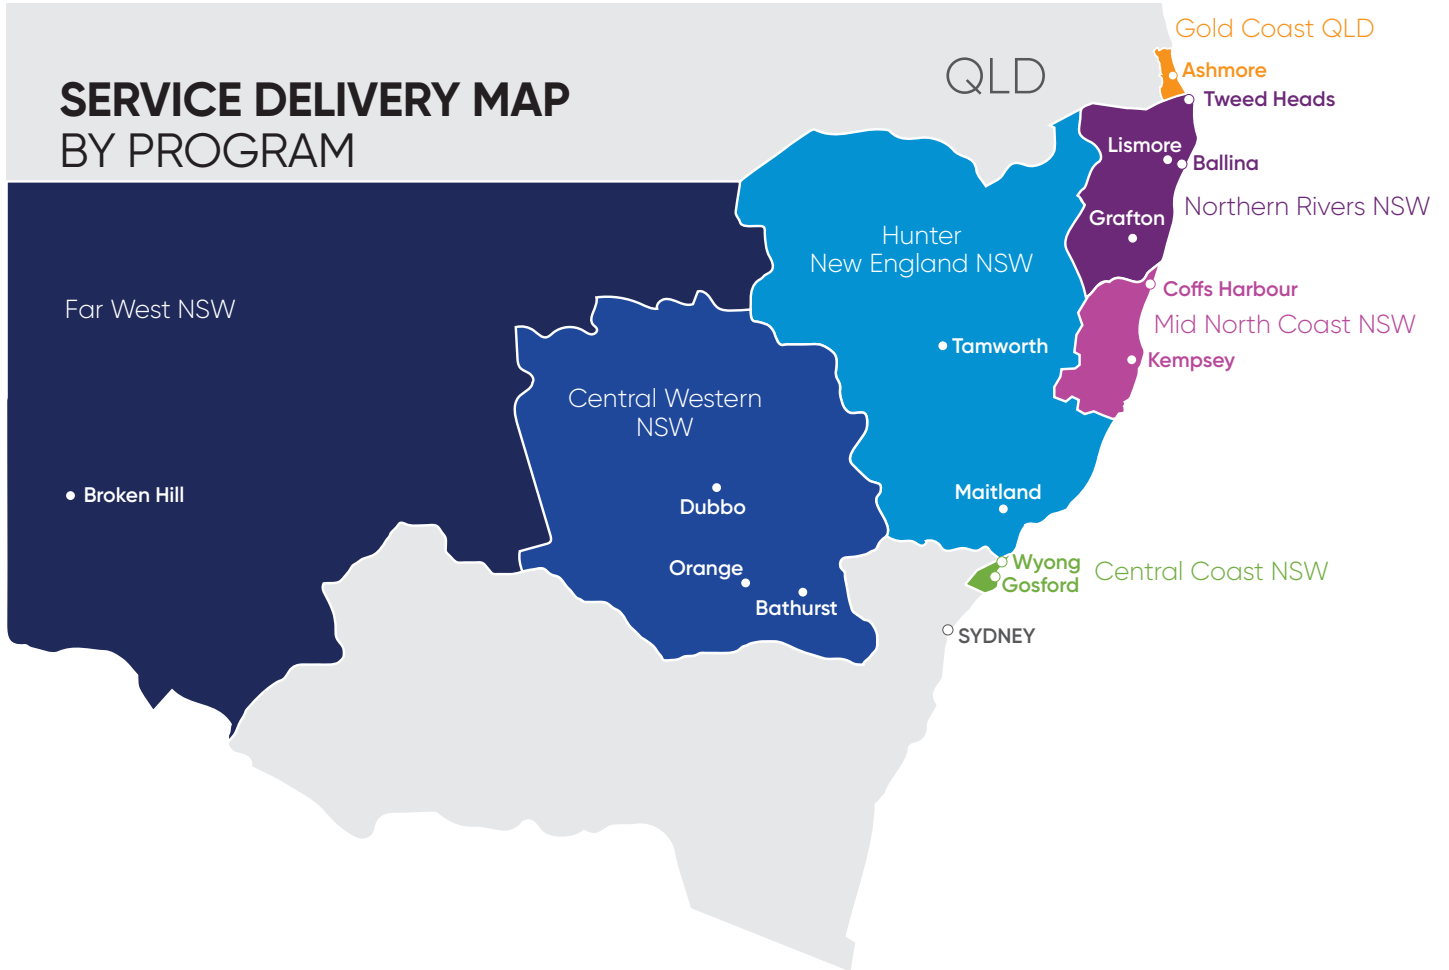 SERVICE DELIVERY MAP
BY PROGRAM
QLD
Gold Coast QLD
Ashmore
Tweed Heads
Lismore
Ballina
Northern Rivers NSW
Grafton
Hunter
New England NSW
Coffs Harbour
Mid North Coast NSW
Kempsey
Tamworth
Far West NSW
Central Western
NSW
Broken Hill
Dubbo
Maitland
Orange
Bathurst
Wyong
Gosford
Central Coast NSW
SYDNEY